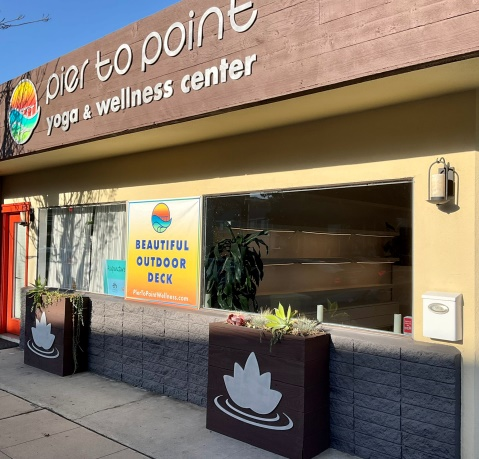 pier to point
yoga & wellness center
BEAUTIFUL
OUTDOOR
DECK
PierToPointWellness.com